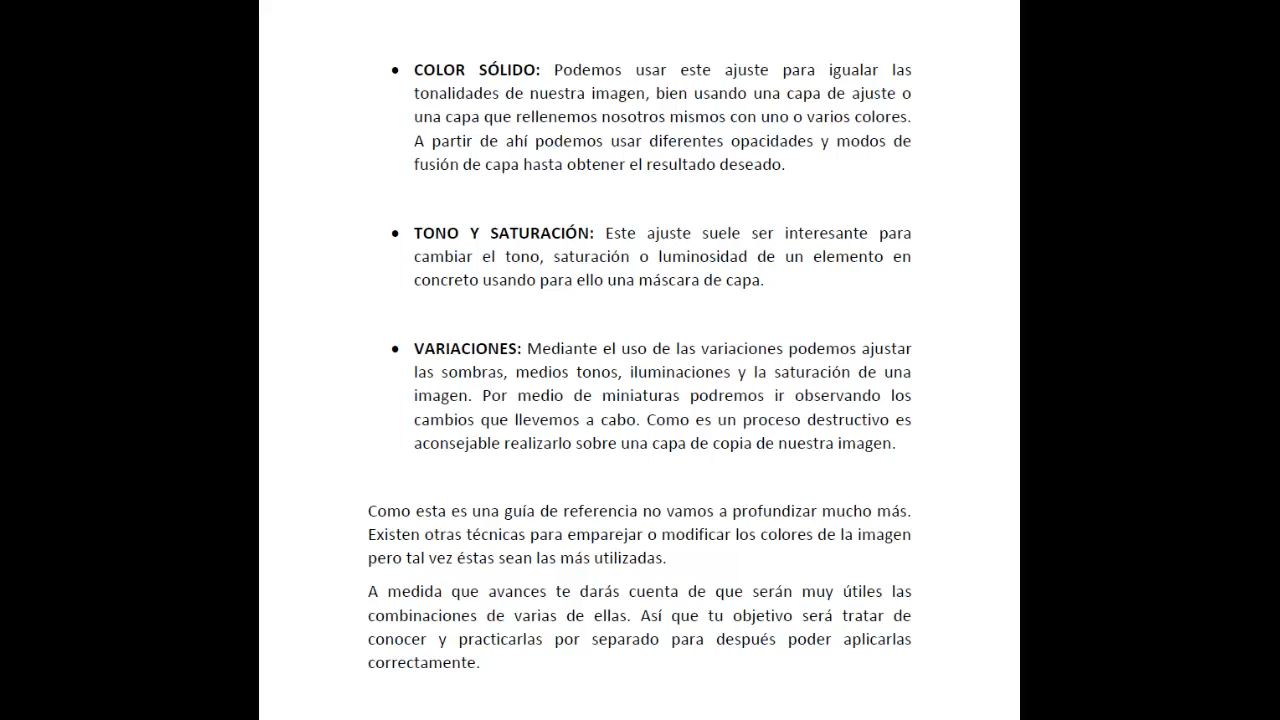 • COLOR SÓLIDO: Podemos usar este ajuste para igualar las
tonalidades de nuestra imagen, bien usando una capa de ajuste o
una capa que rellenemos nosotros mismos con uno o varios colores.
A partir de ahí podemos usar diferentes opacidades y modos de
fusión de capa hasta obtener el resultado deseado.
• TONO Y SATURACIÓN: Este ajuste suele ser interesante para
cambiar el tono, saturación o luminosidad de un elemento en
concreto usando para ello una máscara de capa.
• VARIACIONES: Mediante el uso de las variaciones podemos ajustar
las sombras, medios tonos, iluminaciones y la saturación de una
imagen. Por medio de miniaturas podremos ir observando los
cambios que llevemos a cabo. Como es un proceso destructivo es
aconsejable realizarlo sobre una capa de copia de nuestra imagen.
Como esta es una guía de referencia no vamos a profundizar mucho más.
Existen otras técnicas para emparejar o modificar los colores de la imagen
pero tal vez éstas sean las más utilizadas.
A medida que avances te darás cuenta de que serán muy útiles las
combinaciones de varias de ellas. Así que tu objetivo será tratar de
conocer y practicarlas por separado para después poder aplicarlas
correctamente.